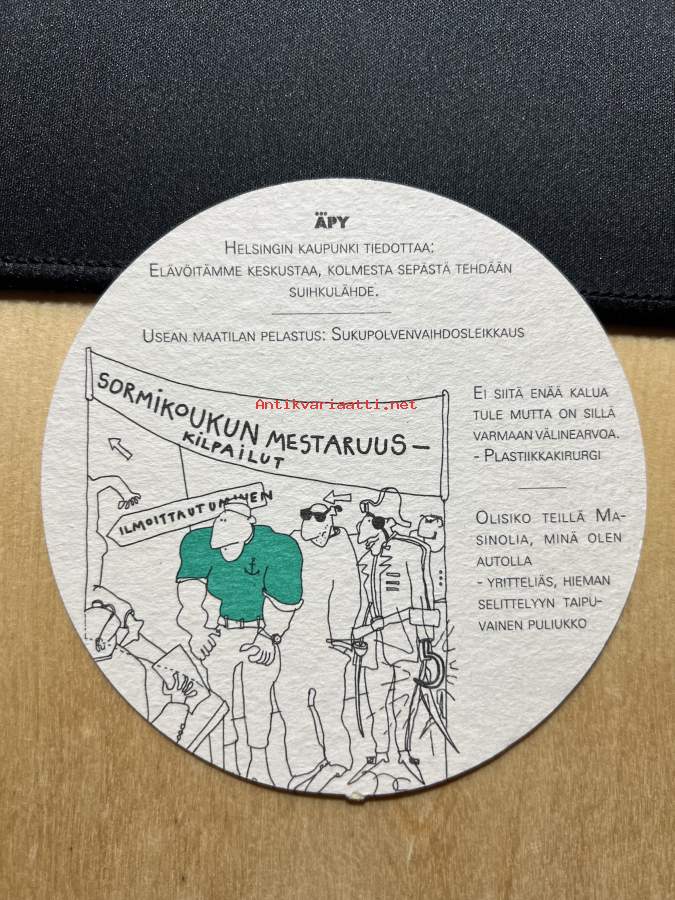 ÄPY
HELSINGIN KAUPUNKI TIEDOTTAA:
ELÄVÖITÄMME KESKUSTAA, KOLMESTA SEPÄSTÄ TEHDÄÄN
SUIHKULÄHDE.
USEAN MAATILAN PELASTUS: SUKUPOLVENVAIHDOSLEIKKAUS
SORMIKOUKUN MESTARUUS-
KILPAILUT
ILMOITTAUTUMINEN
Antikvariaatti.net
EI SIITÄ ENÄÄ KALUA
TULE MUTTA ON SILLÄ
VARMAAN VÄLINEARVOA.
- PLASTIIKKAKIRURGI
OLISIKO TEILLÄ MA-
SINOLIA, MINÄ OLEN
AUTOLLA
- YRITTELIÄS, HIEMAN
SELITTELYYN TAIPU-
VAINEN PULIUKKO